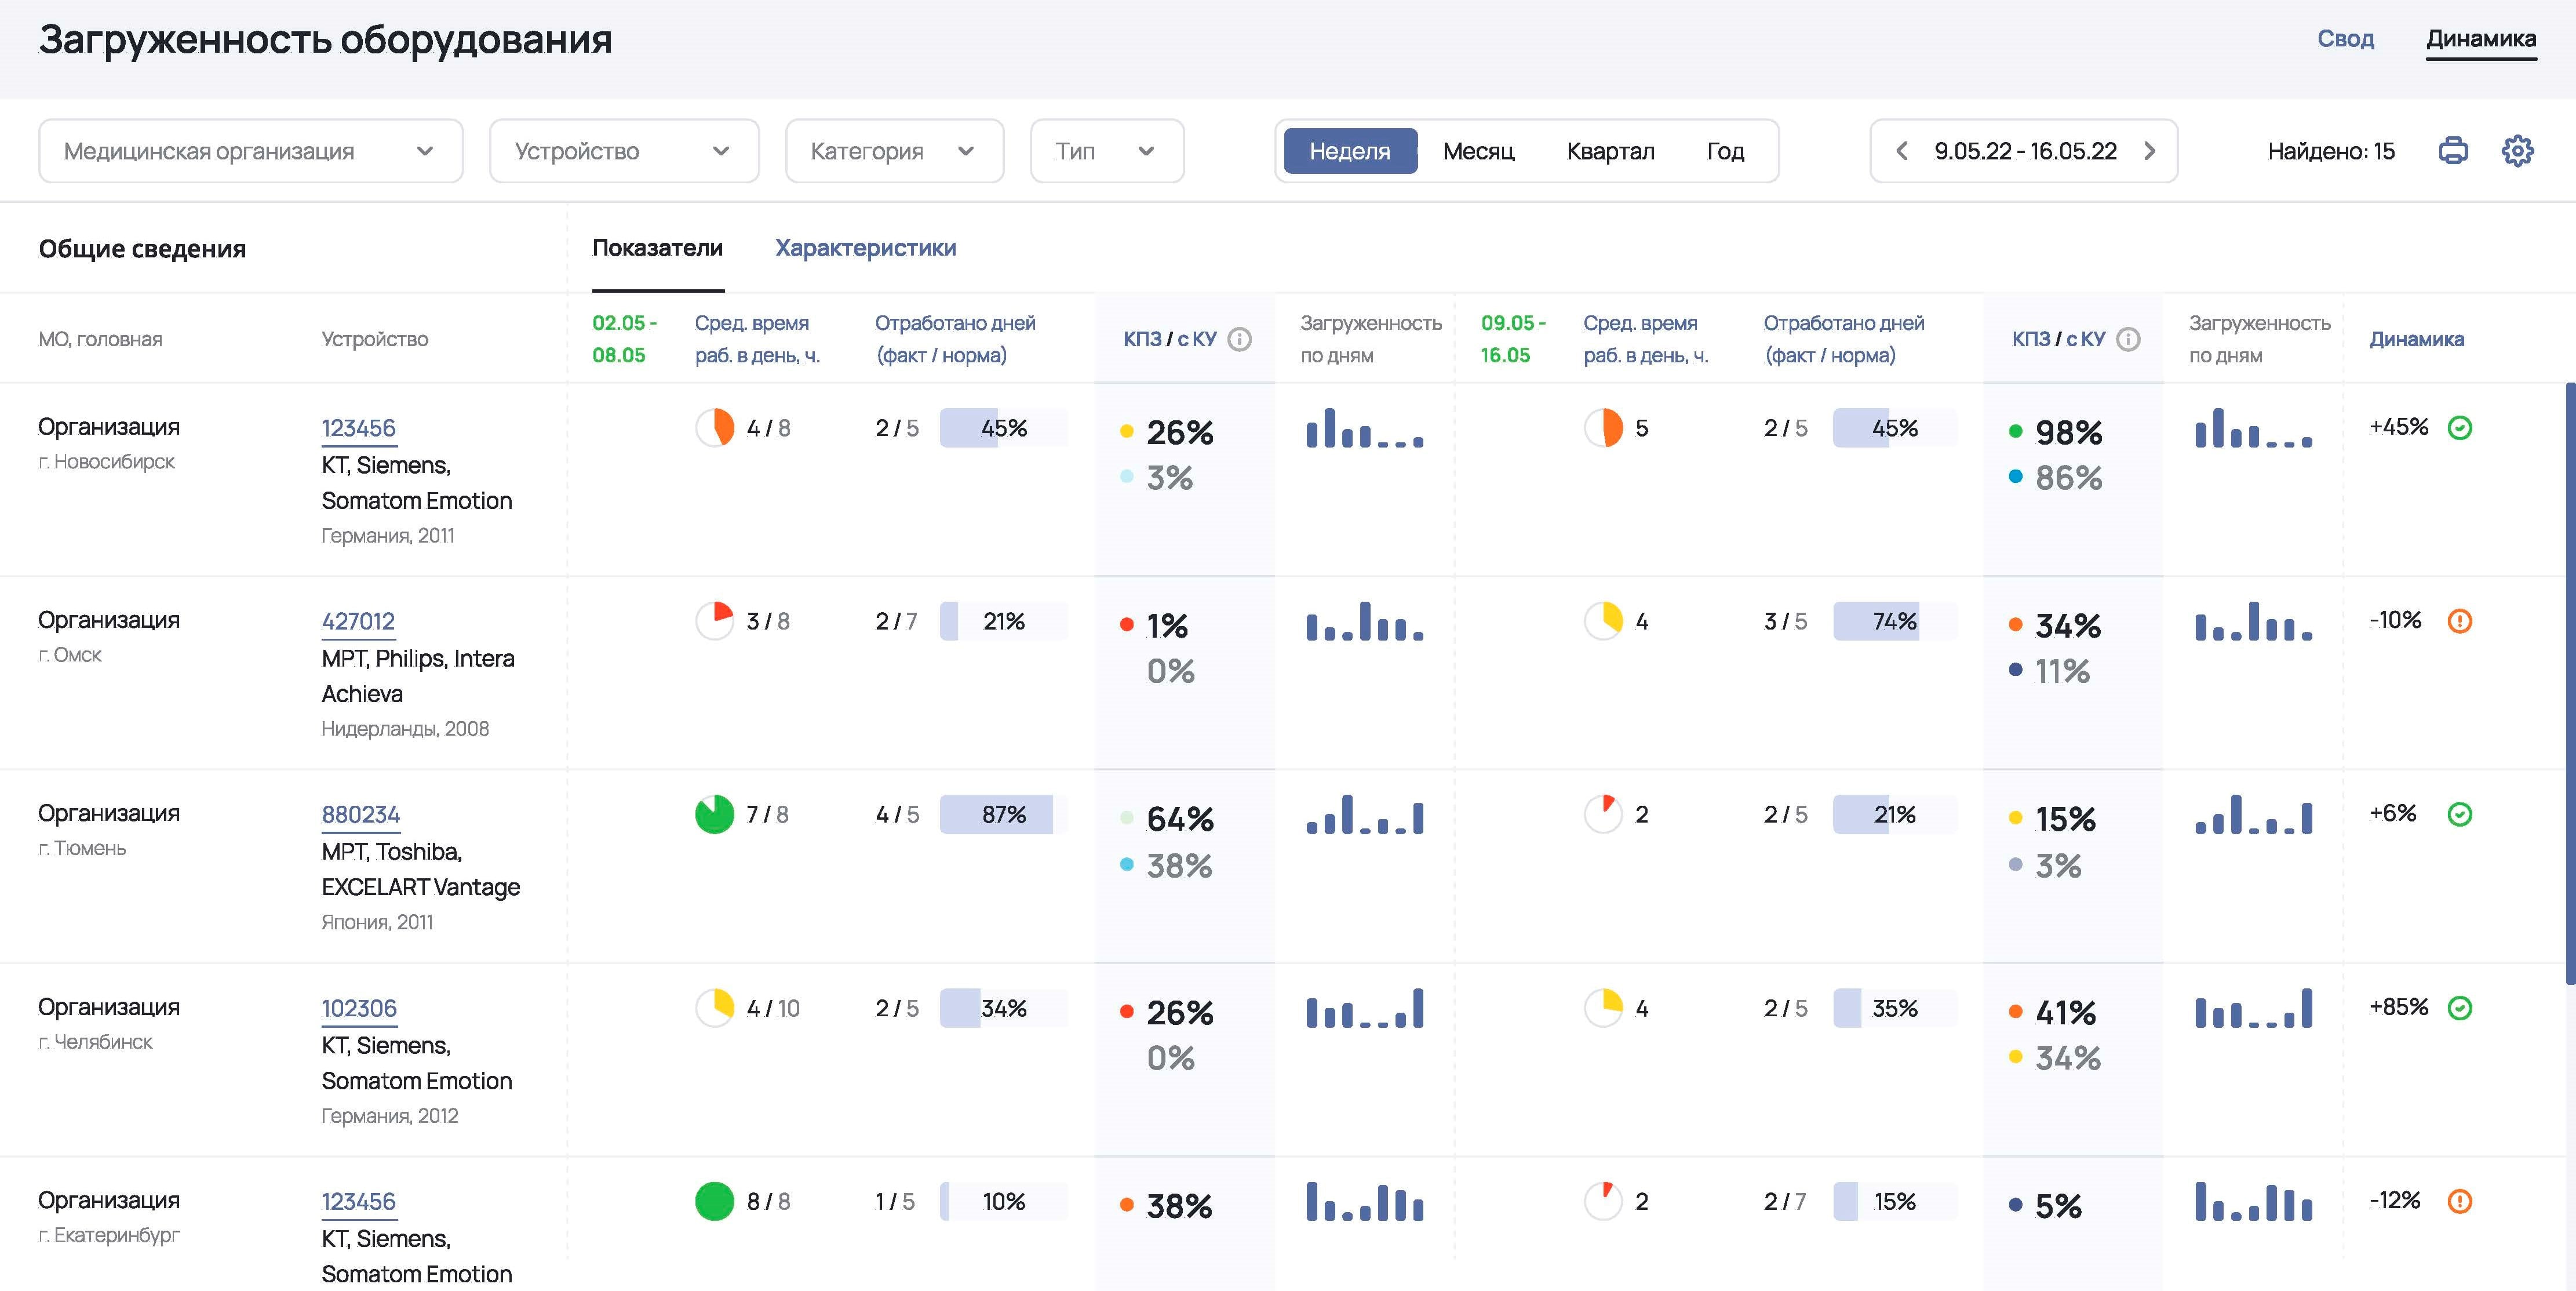 Загруженность оборудования
Свод
Динамика
Медицинская организация
Устройство
Категория
Тип
Неделя
Месяц
Квартал
Год
9.05.22 - 16.05.22
Найдено: 15
Общие сведения
Показатели
Характеристики
МО, головная
Устройство
02.05 -
08.05
Сред. время
раб. в день, ч.
Отработано дней
(факт / норма)
КПЗ / с КУ
Загруженность
по дням
09.05 -
16.05
Сред. время
раб. в день, ч.
Отработано дней
(факт / норма)
КПЗ / с КУ
Загруженность
по дням
Динамика
Организация
г. Новосибирск
123456
КТ, Siemens,
Somatom Emotion
Германия, 2011
4 / 8
2 / 5
45%
26%
3%
5
2 / 5
45%
98%
86%
+45%
Организация
г. Омск
427012
МРТ, Philips, Intera
Achieva
Нидерланды, 2008
3 / 8
2 / 7
21%
1%
0%
4
3 / 5
74%
34%
11%
-10%
Организация
г. Тюмень
880234
МРТ, Toshiba,
EXCELART Vantage
Япония, 2011
7 / 8
4 / 5
87%
64%
38%
2
2 / 5
21%
15%
3%
+6%
Организация
г. Челябинск
102306
КТ, Siemens,
Somatom Emotion
Германия, 2012
4 / 10
2 / 5
34%
26%
0%
4
2 / 5
35%
41%
34%
+85%
Организация
г. Екатеринбург
123456
КТ, Siemens,
Somatom Emotion
8 / 8
1 / 5
10%
38%
2
2 / 7
15%
5%
-12%